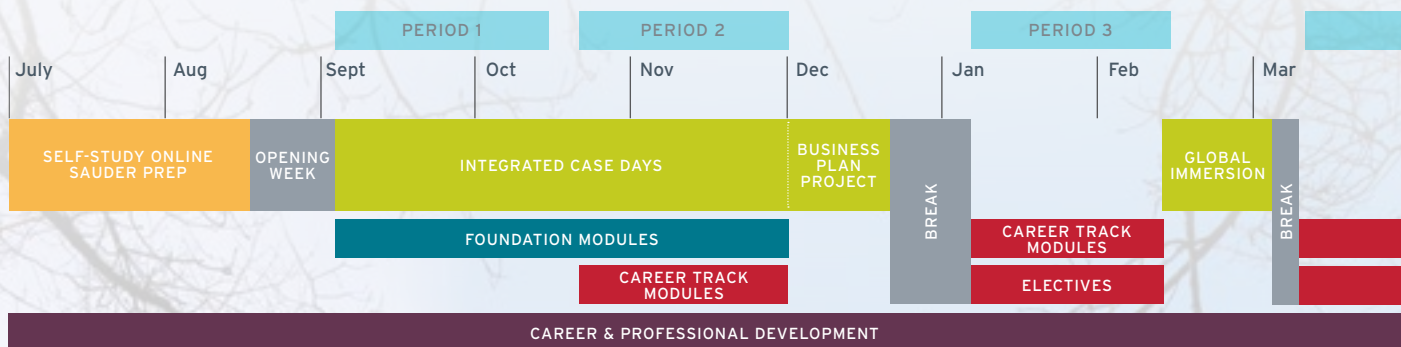 PERIOD 1
PERIOD 2
PERIOD 3
July
Aug
Sept
Oct
Nov
Dec
Jan
Feb
Mar
SELF-STUDY ONLINE
SAUDER PREP
OPENING
WEEK
INTEGRATED CASE DAYS
BUSINESS
PLAN
PROJECT
BREAK
GLOBAL
IMMERSION
BREAK
FOUNDATION MODULES
CAREER TRACK
MODULES
CAREER TRACK
MODULES
ELECTIVES
CAREER & PROFESSIONAL DEVELOPMENT